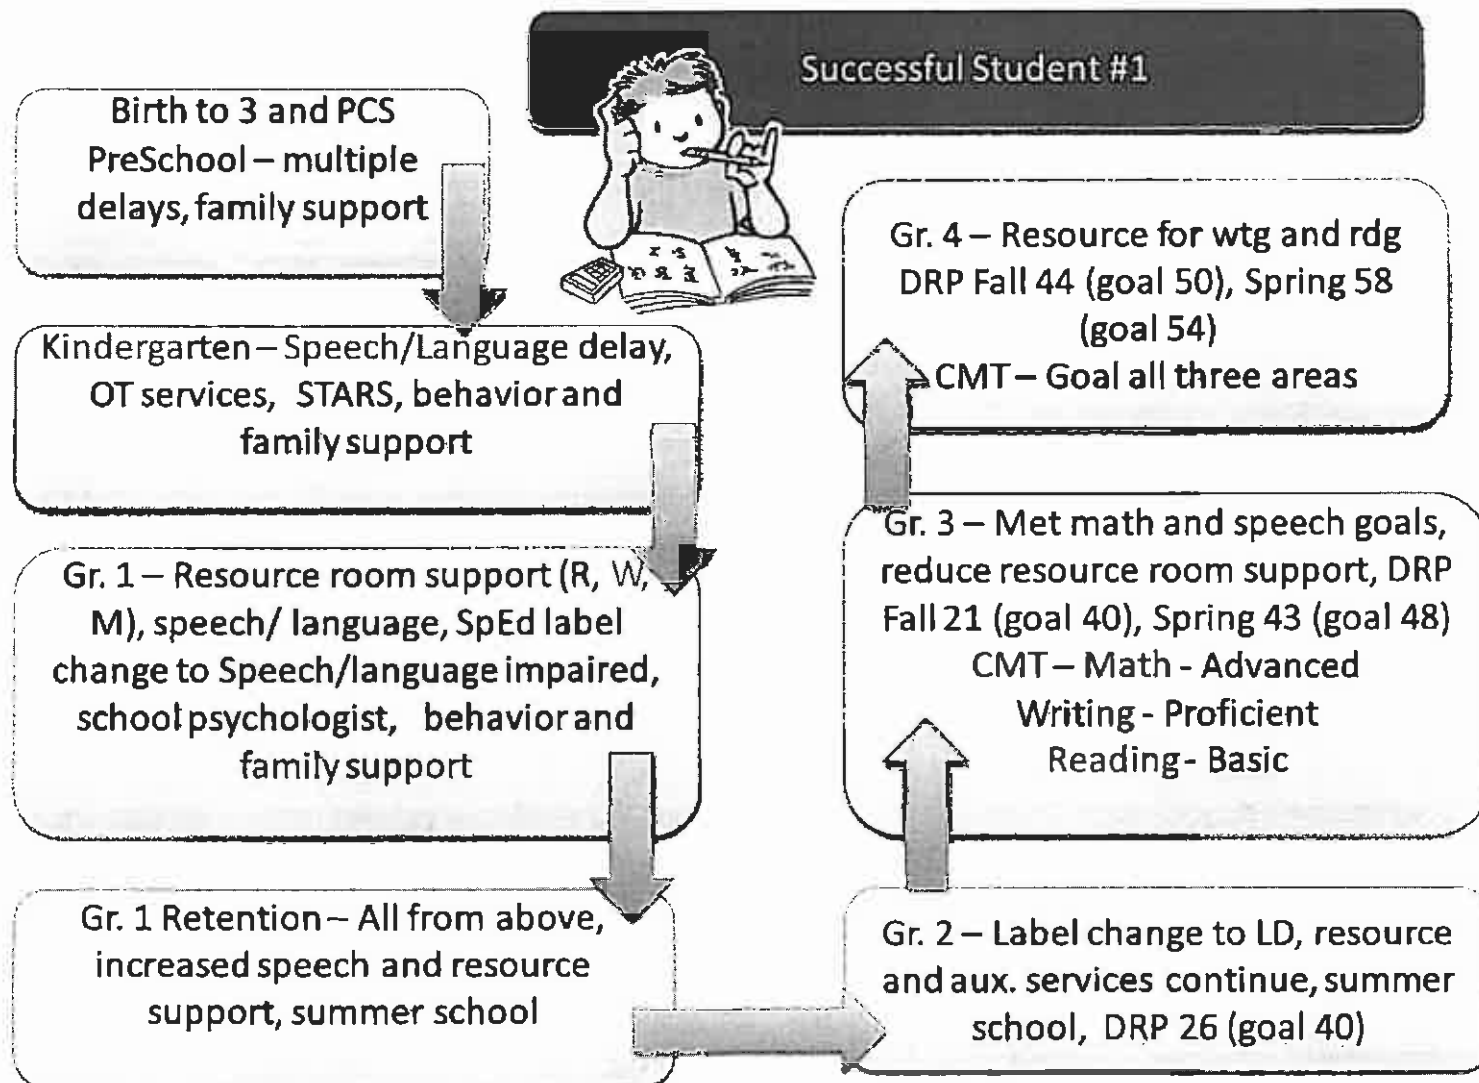 Successful Student #1
Birth to 3 and PCS
PreSchool – multiple
delays, family support
Kindergarten – Speech/Language delay,
OT services, STARS, behavior and
family support
Gr. 1 – Resource room support (R, W,
M), speech/ language, SpEd label
change to Speech/language impaired,
school psychologist, behavior and
family support
Gr. 1 Retention – All from above,
increased speech and resource
support, summer school
Gr. 2 – Label change to LD, resource
and aux. services continue, summer
school, DRP 26 (goal 40)
Gr. 3 – Met math and speech goals,
reduce resource room support, DRP
Fall 21 (goal 40), Spring 43 (goal 48)
CMT – Math - Advanced
Writing - Proficient
Reading - Basic
Gr. 4 – Resource for wtg and rdg
DRP Fall 44 (goal 50), Spring 58
(goal 54)
CMT – Goal all three areas